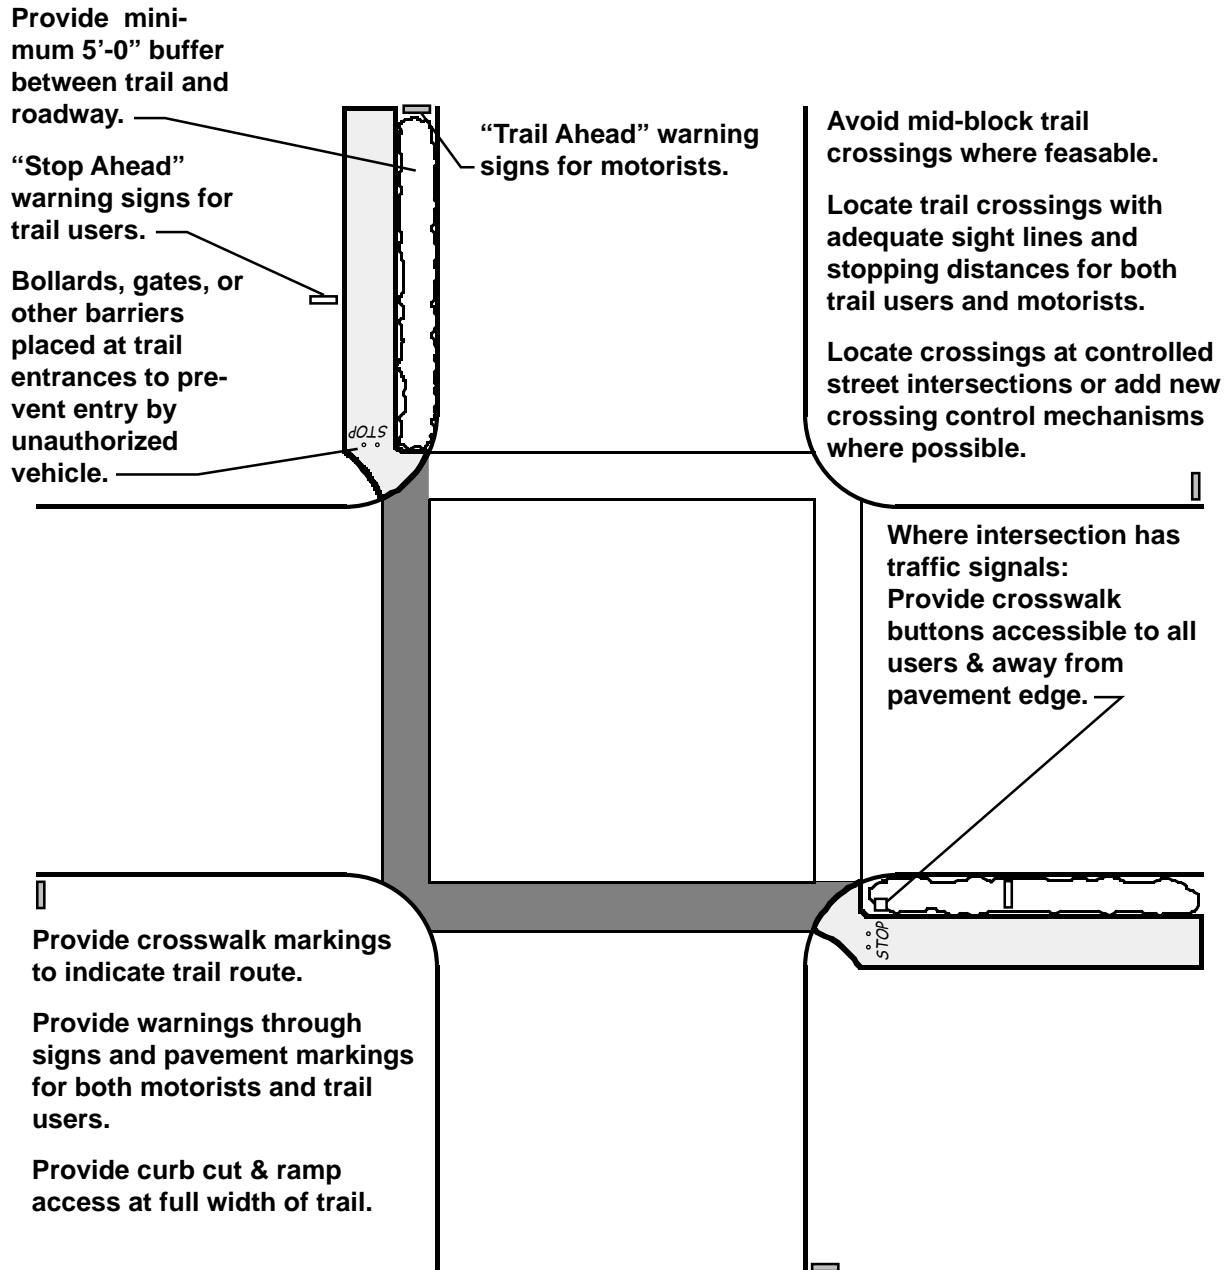 Provide  mini-
mum 5’-0” buffer
between trail and
roadway.
“Stop Ahead”
warning signs for
trail users.
Bollards, gates, or
other barriers
placed at trail
entrances to pre-
vent entry by
unauthorized
vehicle.
“Trail Ahead” warning
signs for motorists.
Avoid mid-block trail
crossings where feasable.
Locate trail crossings with
adequate sight lines and
stopping distances for both
trail users and motorists.
Locate crossings at controlled
street intersections or add new
crossing control mechanisms
where possible.
STOP
Where intersection has
traffic signals:
Provide crosswalk
buttons accessible to all
users & away from
pavement edge.
STOP
Provide crosswalk markings
to indicate trail route.
Provide warnings through
signs and pavement markings
for both motorists and trail
users.
Provide curb cut & ramp
access at full width of trail.